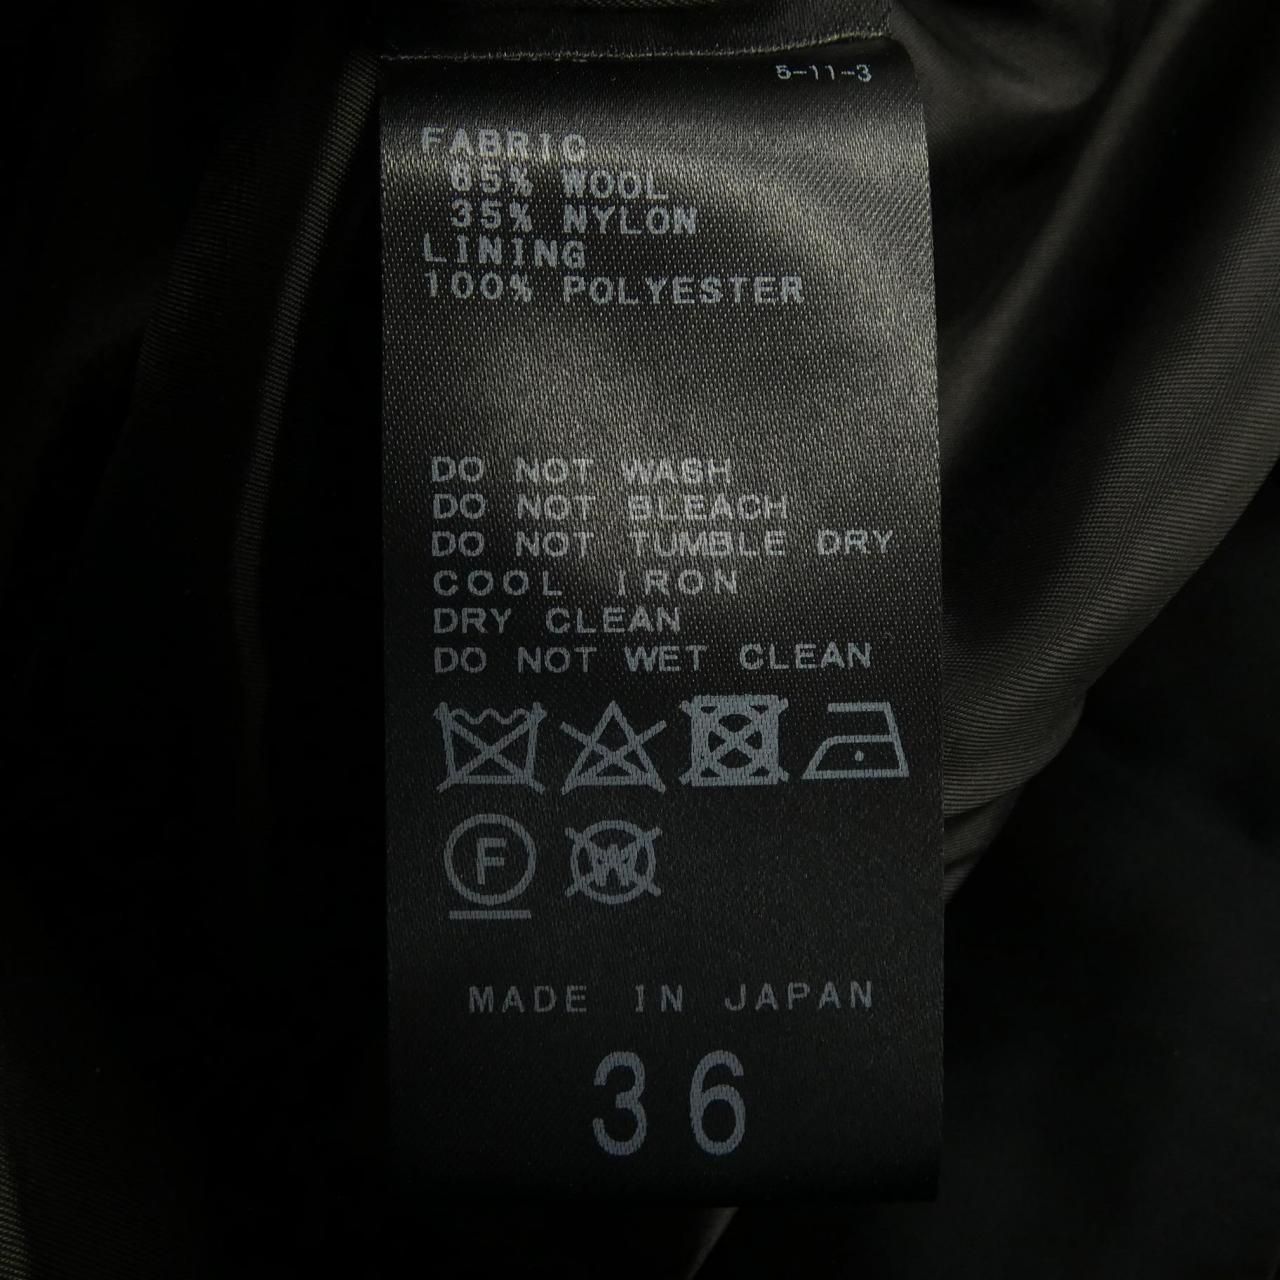 5-11-3
FABRIC
65% WOOL
35% NYLON
LINING
100% POLYESTER
DO NOT WASH
DO NOT BLEACH
DO NOT TUMBLE DRY
COOL IRON
DRY CLEAN
DO NOT WET CLEAN
F W
MADE IN JAPAN
36